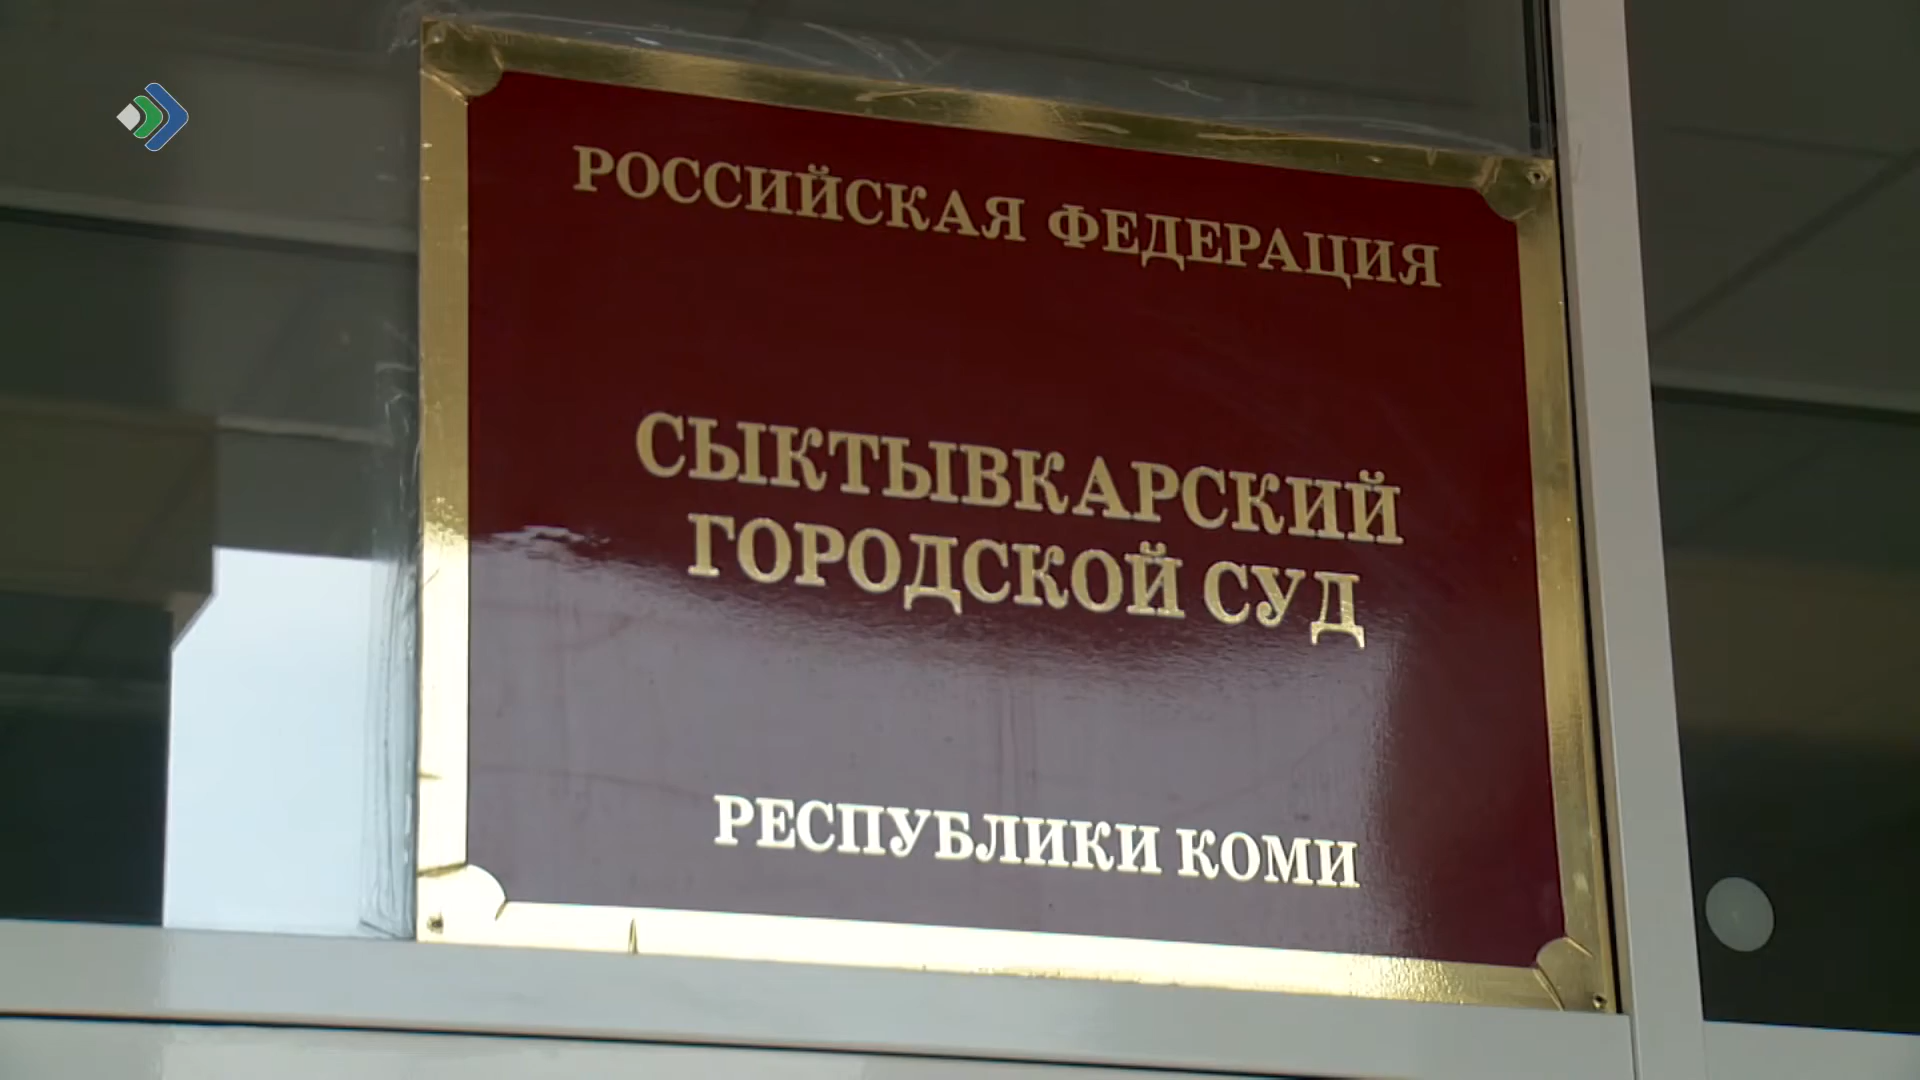 РОССИЙСКАЯ ФЕДЕРАЦИЯ
СЫКТЫВКАРСКИЙ
ГОРОДСКОЙ СУД
РЕСПУБЛИКИ КОМИ